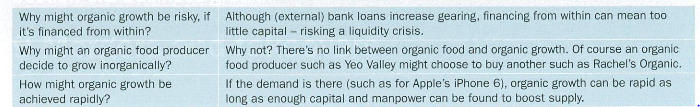 Why might organic growth be risky, if it's financed from within?
Although (external) bank loans increase gearing, financing from within can mean too little capital – risking a liquidity crisis.
Why might an organic food producer decide to grow inorganically?
Why not? There's no link between organic food and organic growth. Of course an organic food producer such as Yeo Valley might choose to buy another such as Rachel's Organic.
How might organic growth be achieved rapidly?
If the demand is there (such as for Apple's iPhone 6), organic growth can be rapid as long as enough capital and manpower can be found to boost supply.